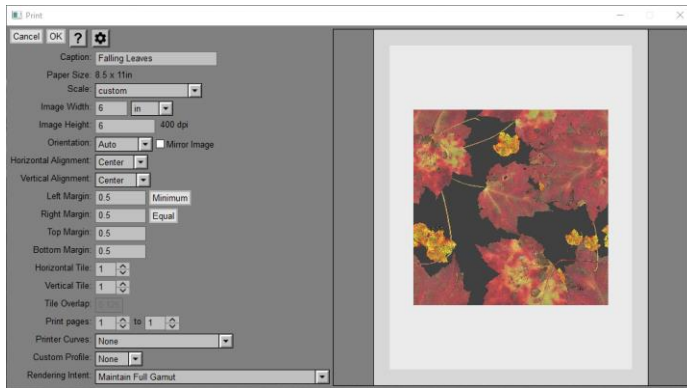 Print
Cancel OK ?
Caption: Falling Leaves
Paper Size: 8.5 x 11in
Scale: custom
Image Width: 6 in
Image Height: 6 400 dpi
Orientation: Auto Mirror Image
Horizontal Alignment: Center
Vertical Alignment: Center
Left Margin: 0.5 Minimum
Right Margin: 0.5 Equal
Top Margin: 0.5
Bottom Margin: 0.5
Horizontal Tile: 1
Vertical Tile: 1
Tile Overlap:
Print pages: 1 to 1
Printer Curves: None
Custom Profile: None
Rendering Intent: Maintain Full Gamut